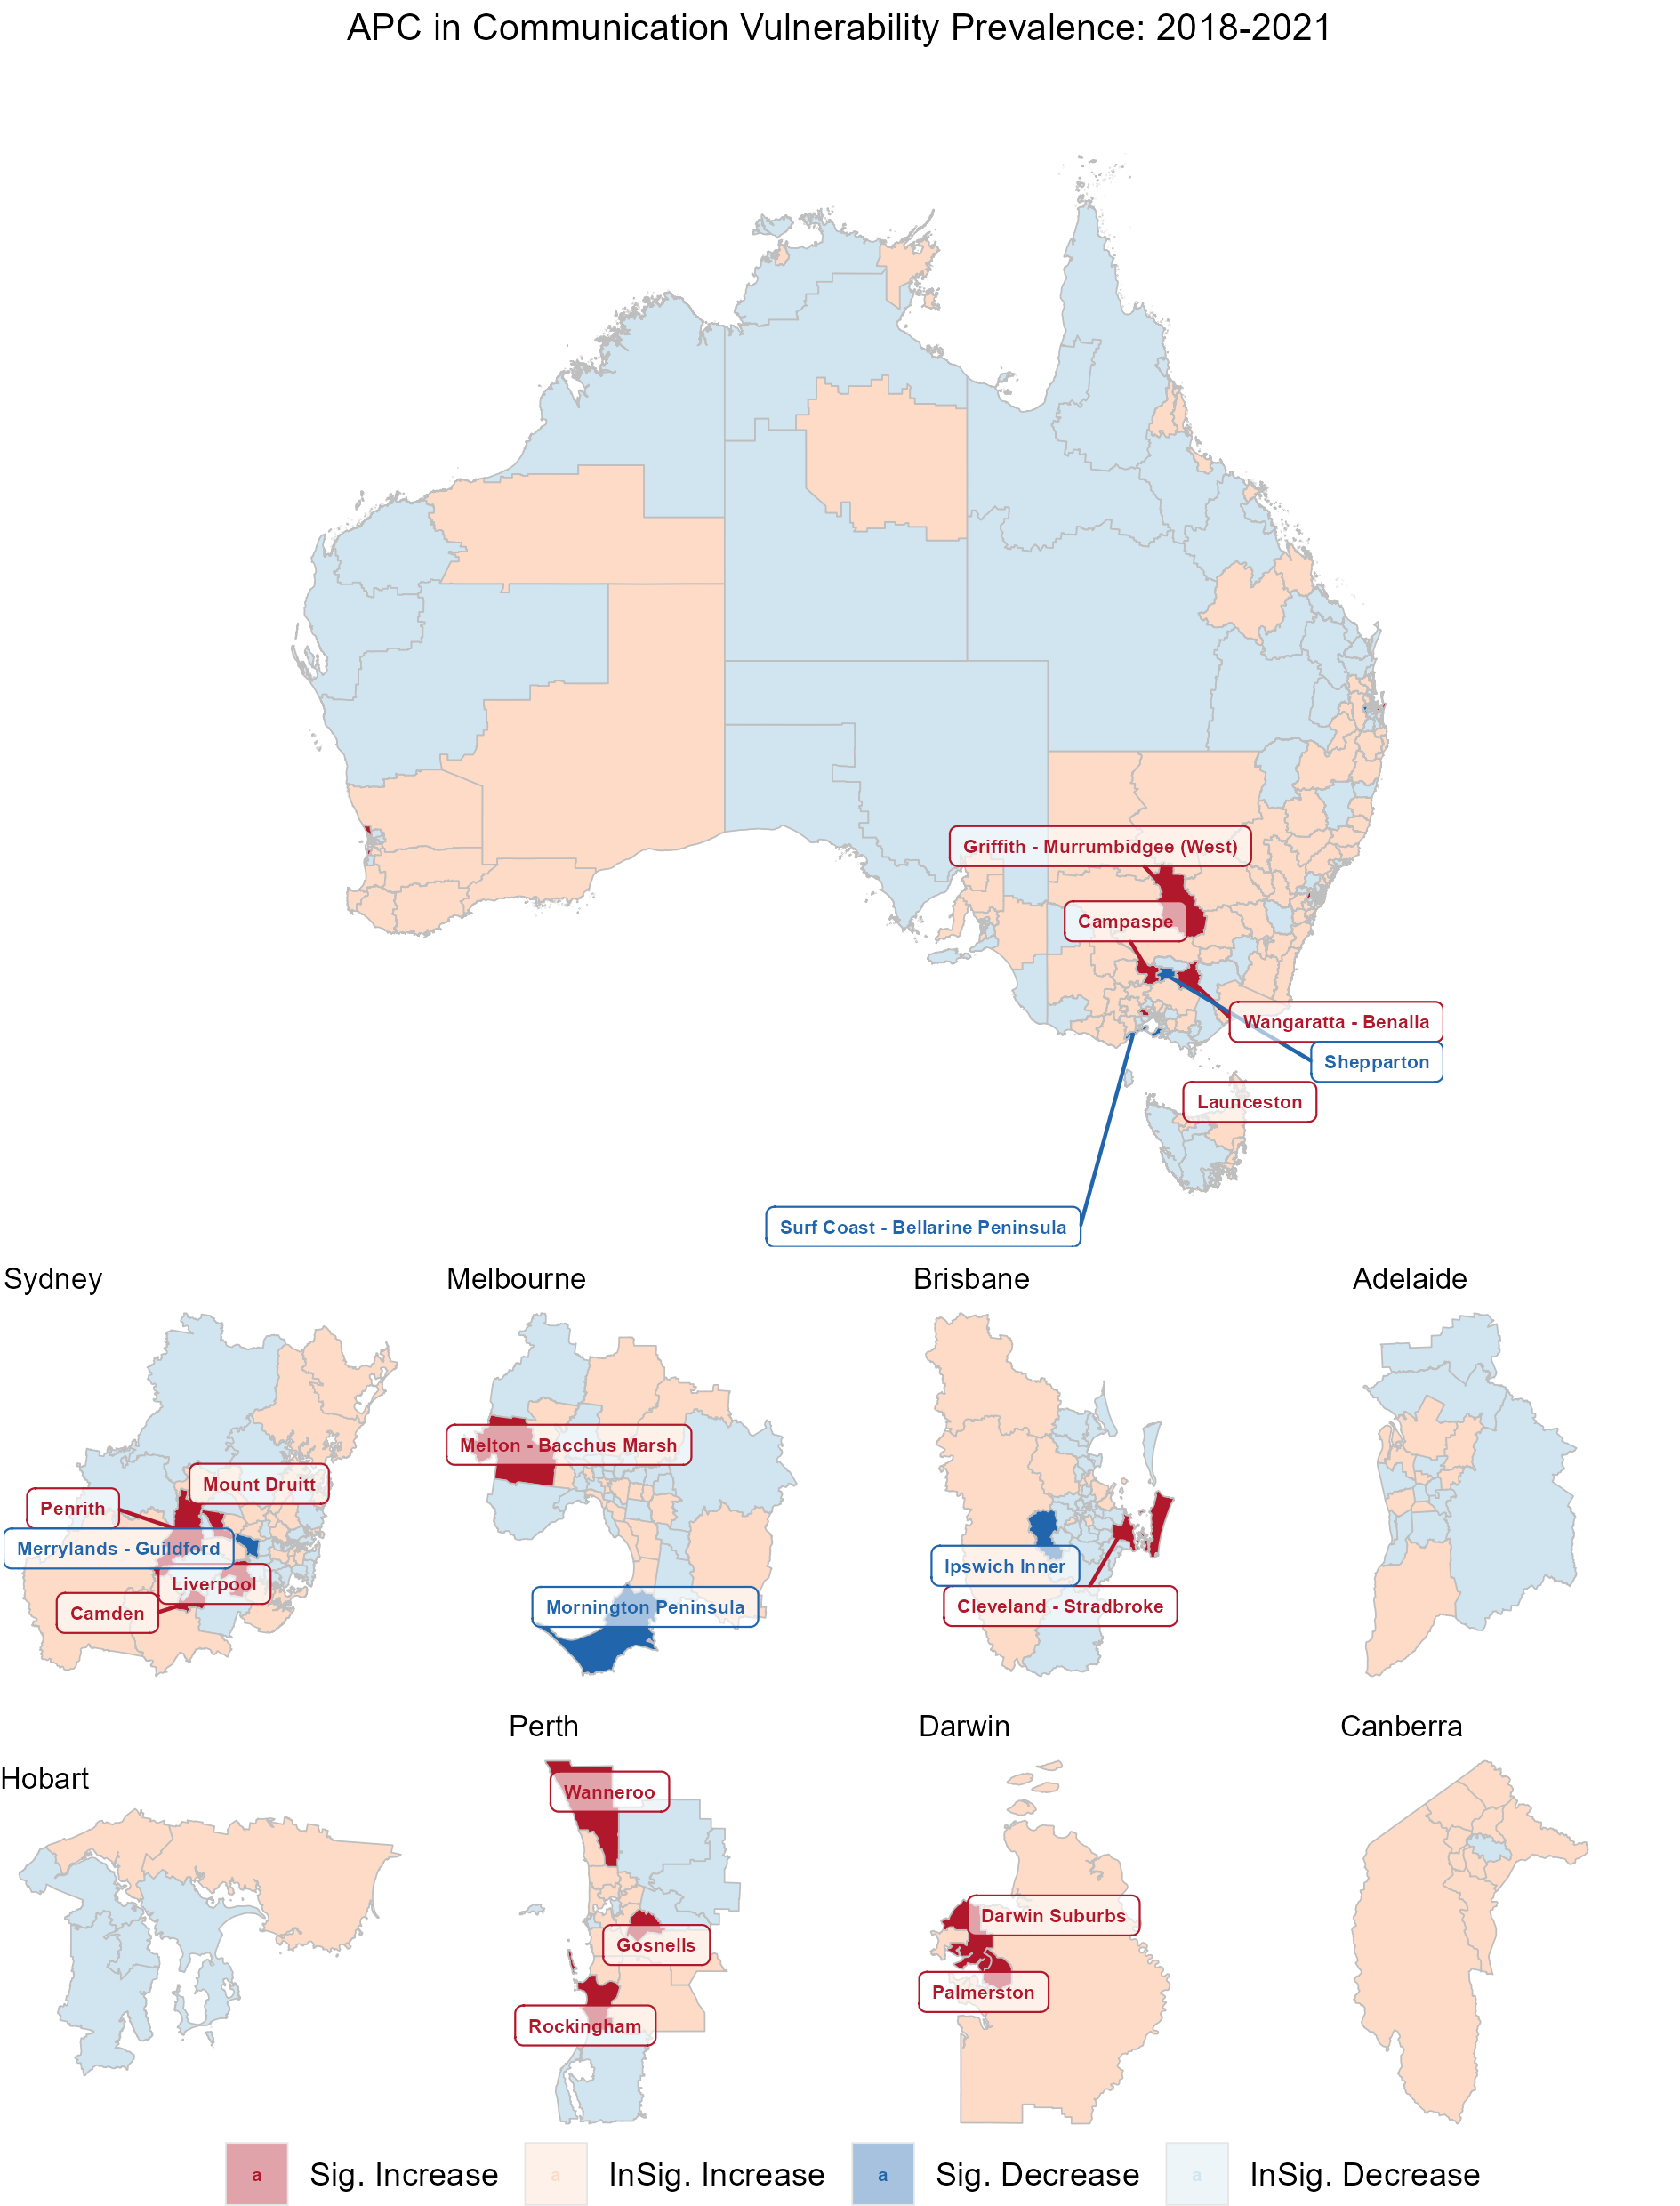 APC in Communication Vulnerability Prevalence: 2018-2021
Griffith - Murrumbidgee (West)
Campaspe
Wangaratta - Benalla
Shepparton
Launceston
Surf Coast - Bellarine Peninsula
Sydney
Melbourne
Brisbane
Adelaide
Mount Druitt
Penrith
Merrylands - Guildford
Liverpool
Camden
Melton - Bacchus Marsh
Mornington Peninsula
Ipswich Inner
Cleveland - Stradbroke
Hobart
Perth
Darwin
Canberra
Wanneroo
Gosnells
Rockingham
Darwin Suburbs
Palmerston
a Sig. Increase a InSig. Increase a Sig. Decrease a InSig. Decrease